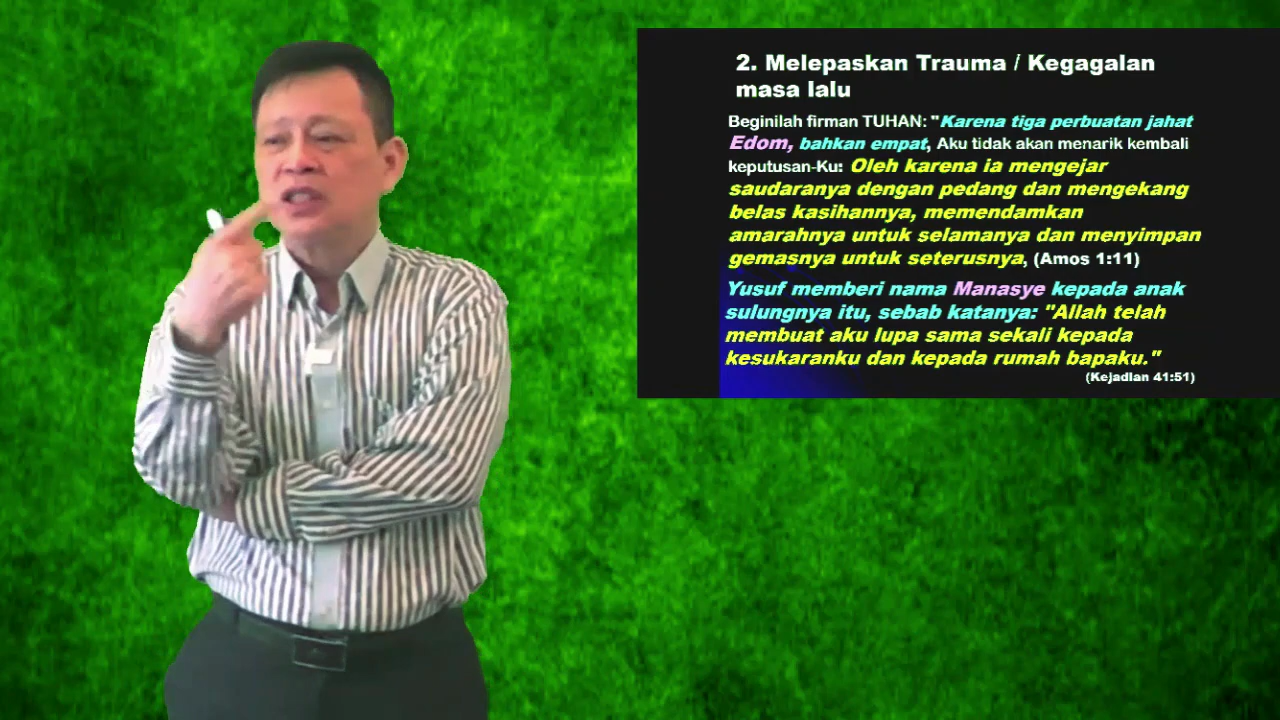 2. Melepaskan Trauma / Kegagalan
masa lalu
Beginilah firman TUHAN: "Karena tiga perbuatan jahat
Edom, bahkan empat, Aku tidak akan menarik kembali
keputusan-Ku: Oleh karena ia mengejar
saudaranya dengan pedang dan mengekang
belas kasihannya, memendamkan
amarahnya untuk selamanya dan menyimpan
gemasnya untuk seterusnya, (Amos 1:11)
Yusuf memberi nama Manasye kepada anak
sulungnya itu, sebab katanya: "Allah telah
membuat aku lupa sama sekali kepada
kesukaranku dan kepada rumah bapaku."
(Kejadian 41:51)